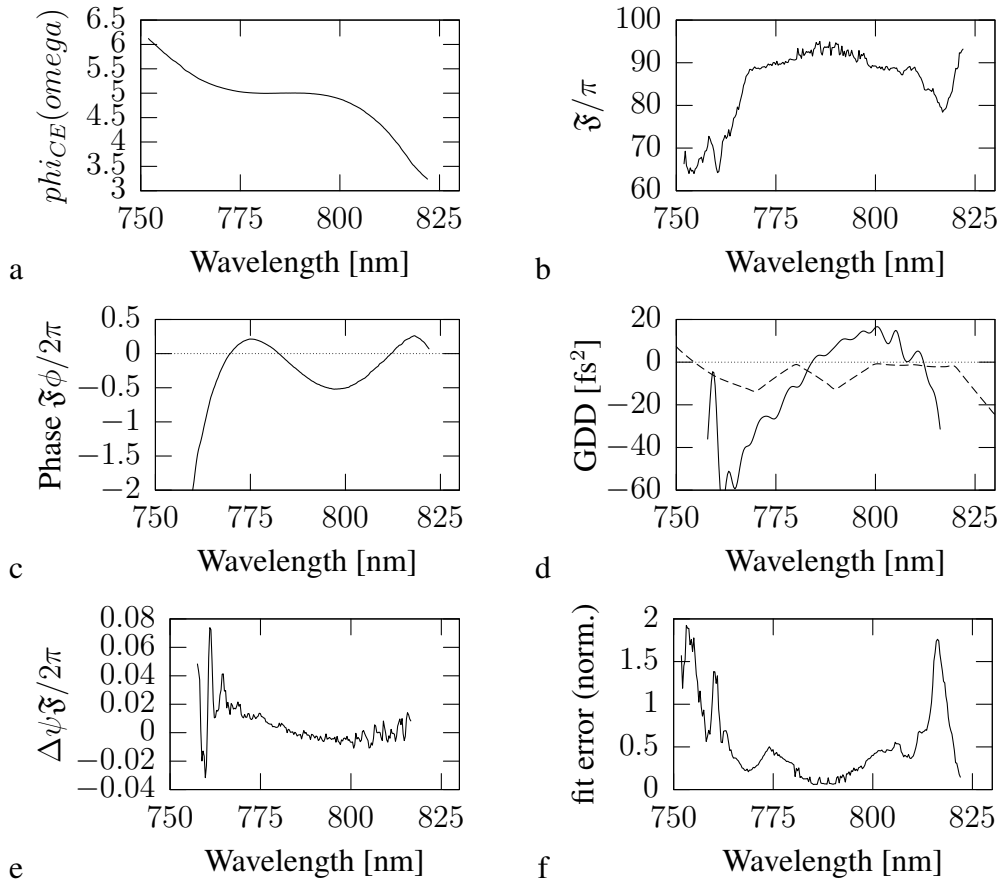 phi_{CE}(omega)
6.5
6
5.5
5
4.5
4
3.5
3
750 775 800 825
Wavelength [nm]
a
𝔉/π
100
90
80
70
60
750 775 800 825
Wavelength [nm]
b
Phase 𝔉ϕ/2π
0.5
0
−0.5
−1
−1.5
−2
750 775 800 825
Wavelength [nm]
c
GDD [fs²]
20
0
−20
−40
−60
750 775 800 825
Wavelength [nm]
d
Δψ𝔉/2π
0.08
0.06
0.04
0.02
0
−0.02
−0.04
750 775 800 825
Wavelength [nm]
e
fit error (norm.)
2
1.5
1
0.5
0
750 775 800 825
Wavelength [nm]
f